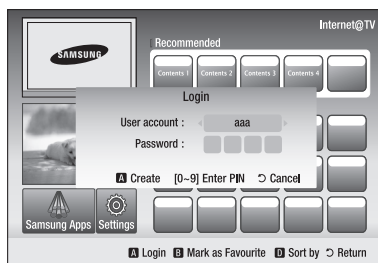 Internet@TV
SAMSUNG
Recommended
Contents 1 Contents 2 Contents 3 Contents 4
Login
User account : aaa
Password :
A Create [0~9] Enter PIN ⮌ Cancel
Samsung Apps Settings
A Login B Mark as Favourite D Sort by ⮌ Return